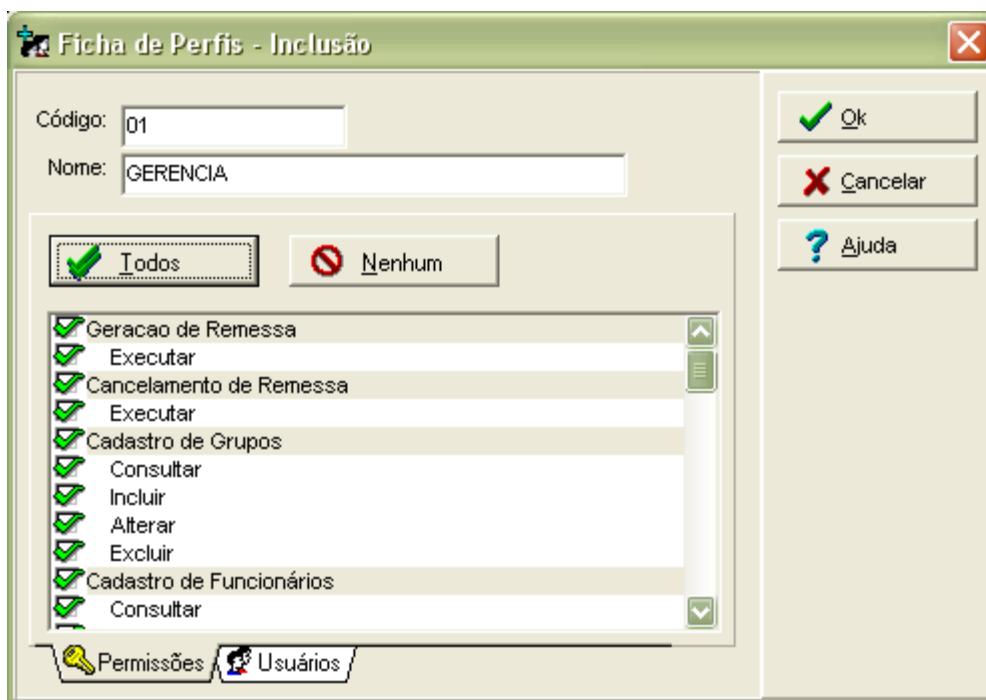 Ficha de Perfis - Inclusão
Código: 01
Nome: GERENCIA
Ok
Cancelar
Ajuda
Todos Nenhum
Geracao de Remessa
Executar
Cancelamento de Remessa
Executar
Cadastro de Grupos
Consultar
Incluir
Alterar
Excluir
Cadastro de Funcionários
Consultar
Permissões Usuários